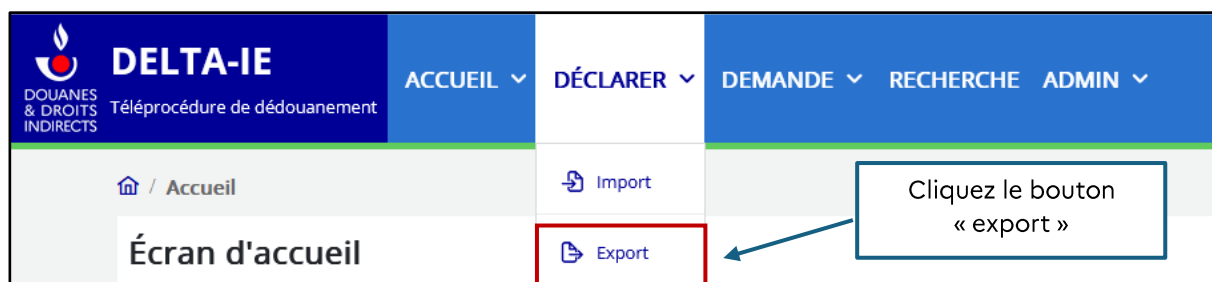 DOUANES
& DROITS
INDIRECTS
DELTA-IE
Téléprocédure de dédouanement
ACCUEIL
DÉCLARER
DEMANDE
RECHERCHE
ADMIN
/ Accueil
Import
Écran d'accueil
Export
Cliquez le bouton
« export »